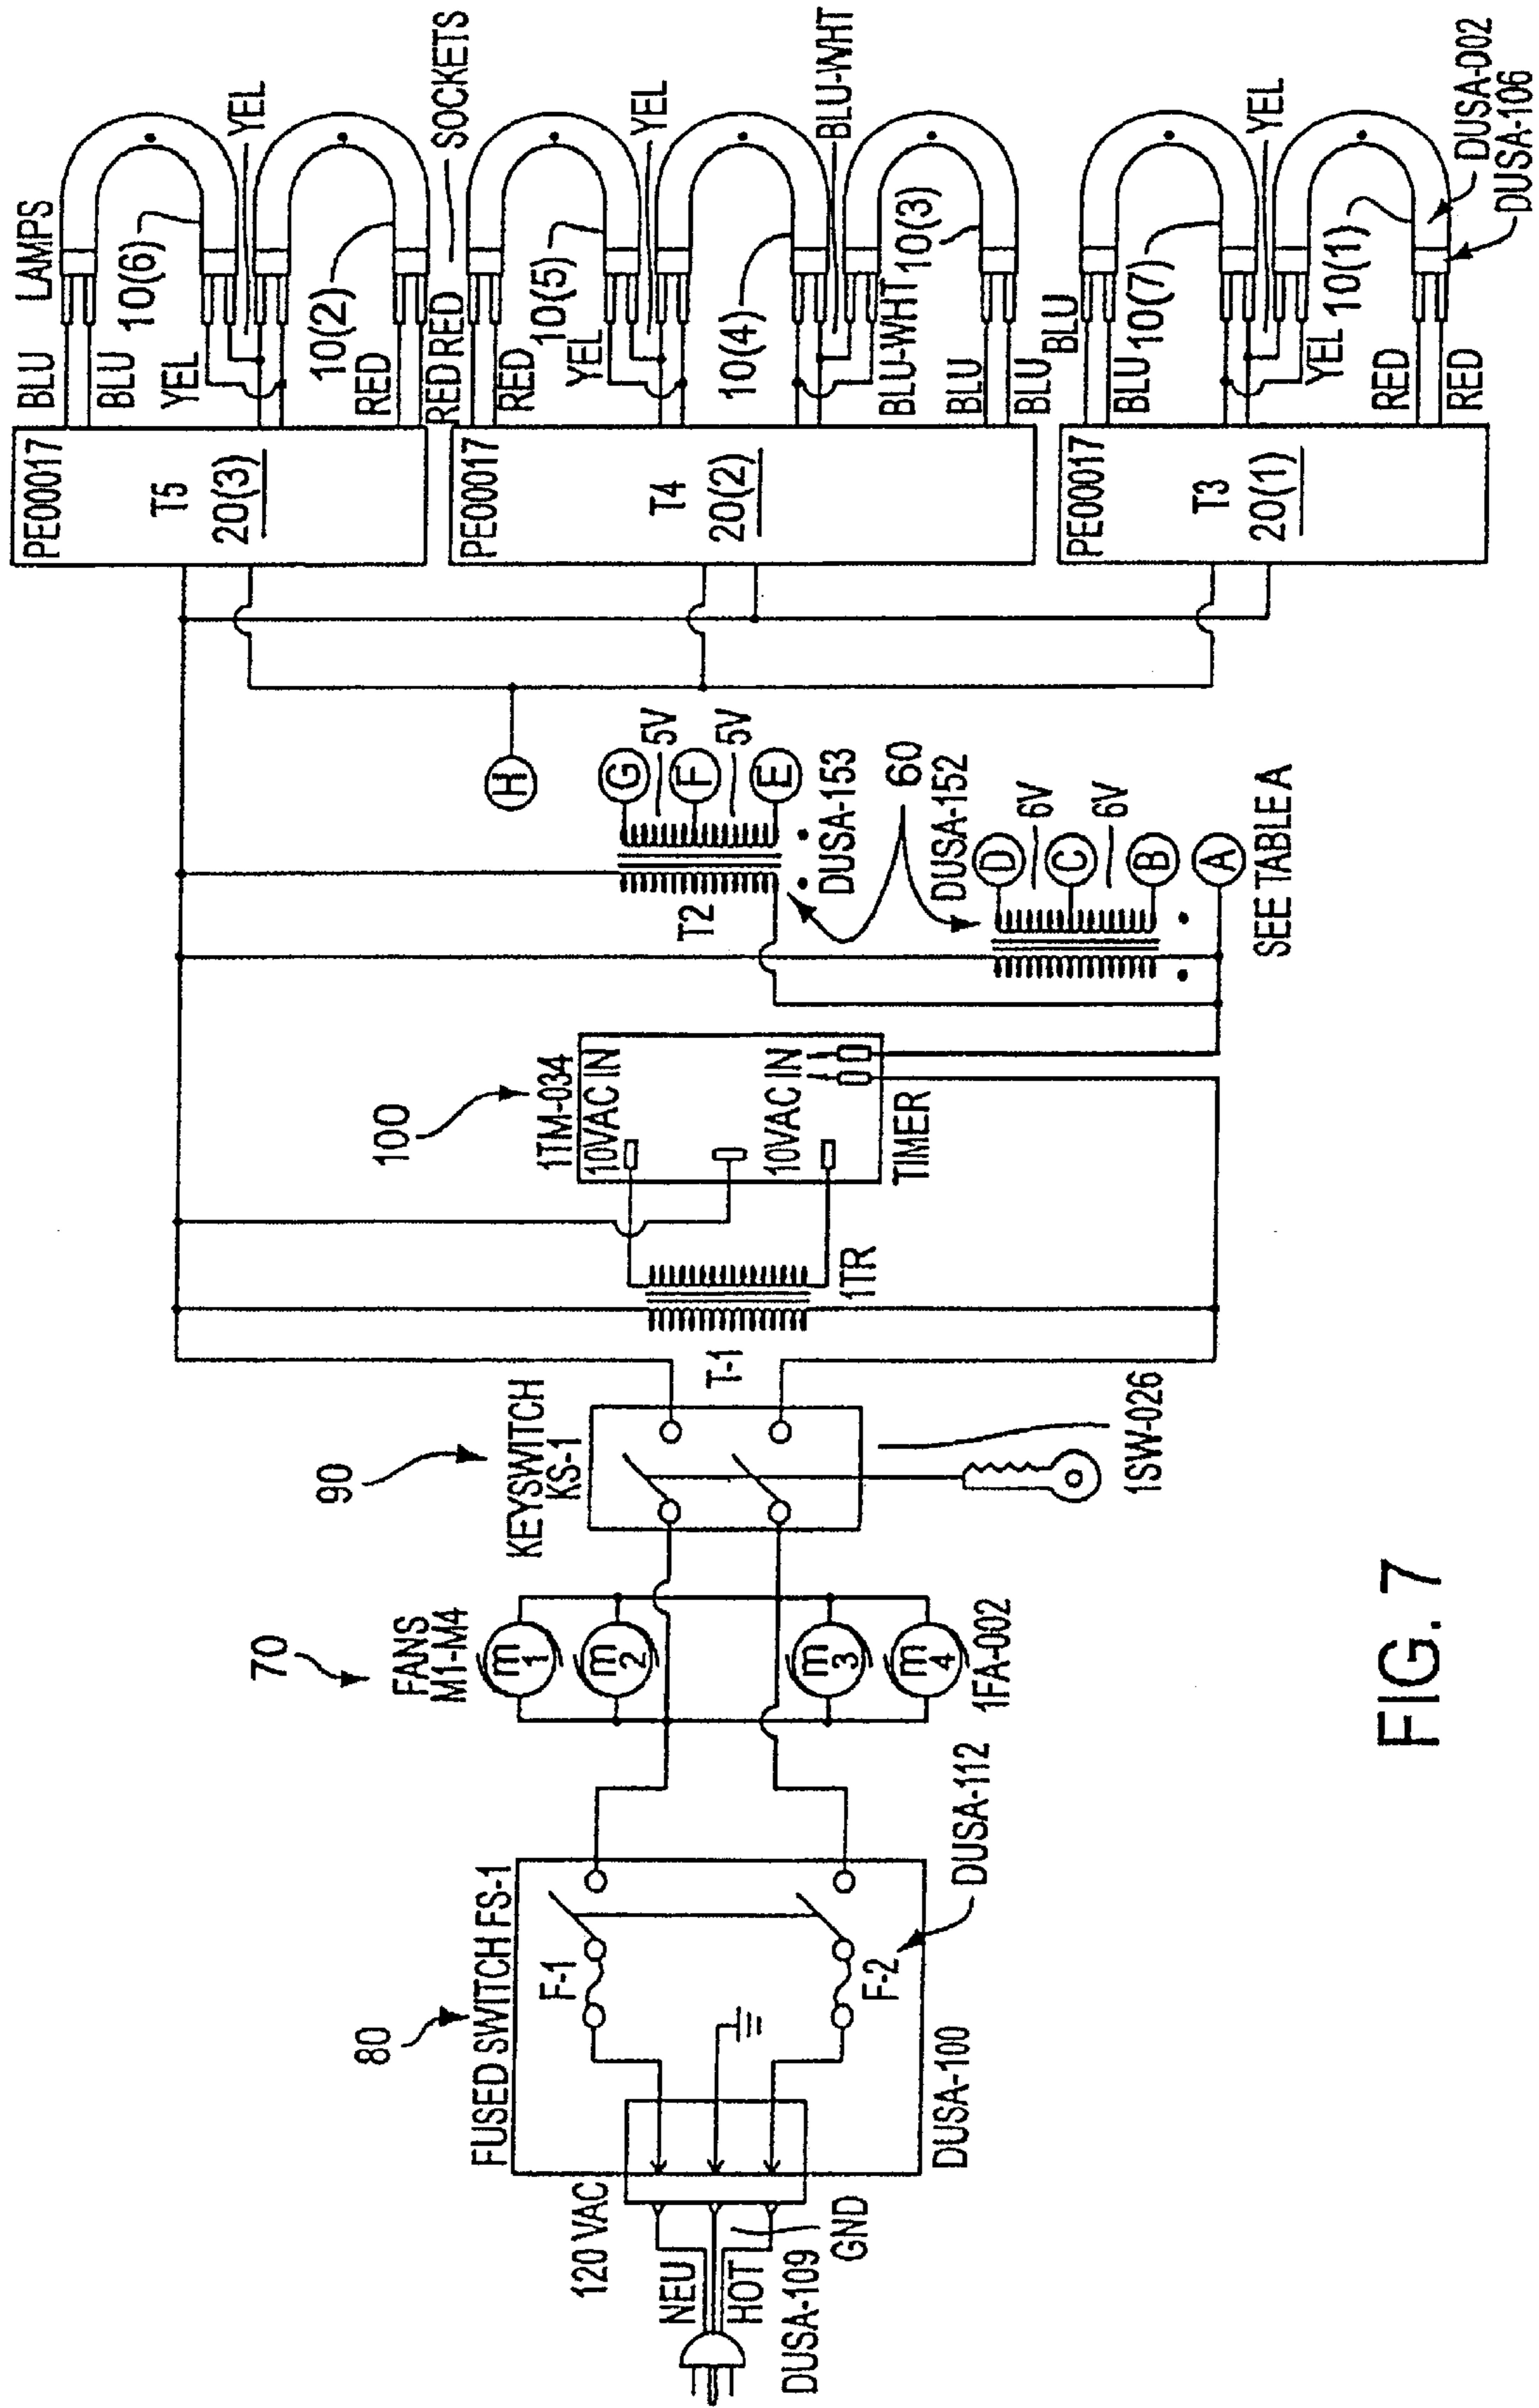 120 VAC
NEU
HOT
DUSA-109
GND
80
FUSED SWITCH FS-1
F-1
F-2
DUSA-100
DUSA-112
70
FANS
M1-M4
m
1
m
2
m
3
m
4
1FA-002
90
KEYSWITCH
KS-1
1SW-026
T-1
1TR
100
1TM-034
10VAC IN
10VAC IN
TIMER
T2
G
F
E
5V
5V
DUSA-153
60
DUSA-152
D
C
B
A
6V
6V
SEE TABLE A
H
PE00017
T5
20(3)
PE00017
T4
20(2)
PE00017
T3
20(1)
LAMPS
BLU
BLU
10(6)
YEL
YEL
10(2)
RED
RED
SOCKETS
RED
RED
10(5)
YEL
YEL
10(4)
BLU-WHT
BLU-WHT
10(3)
BLU
BLU
BLU
BLU
10(7)
YEL
YEL
10(1)
RED
RED
DUSA-002
DUSA-106
FIG. 7